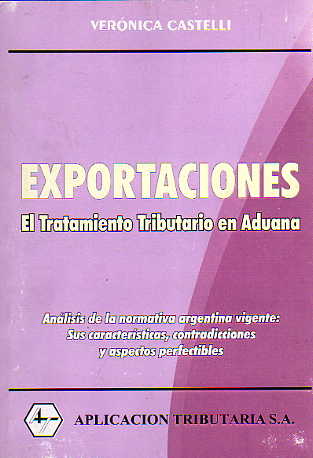 VERÓNICA CASTELLI
EXPORTACIONES
El Tratamiento Tributario en Aduana
Análisis de la normativa argentina vigente:
Sus características, contradicciones
y aspectos perfectibles
APLICACION TRIBUTARIA S.A.